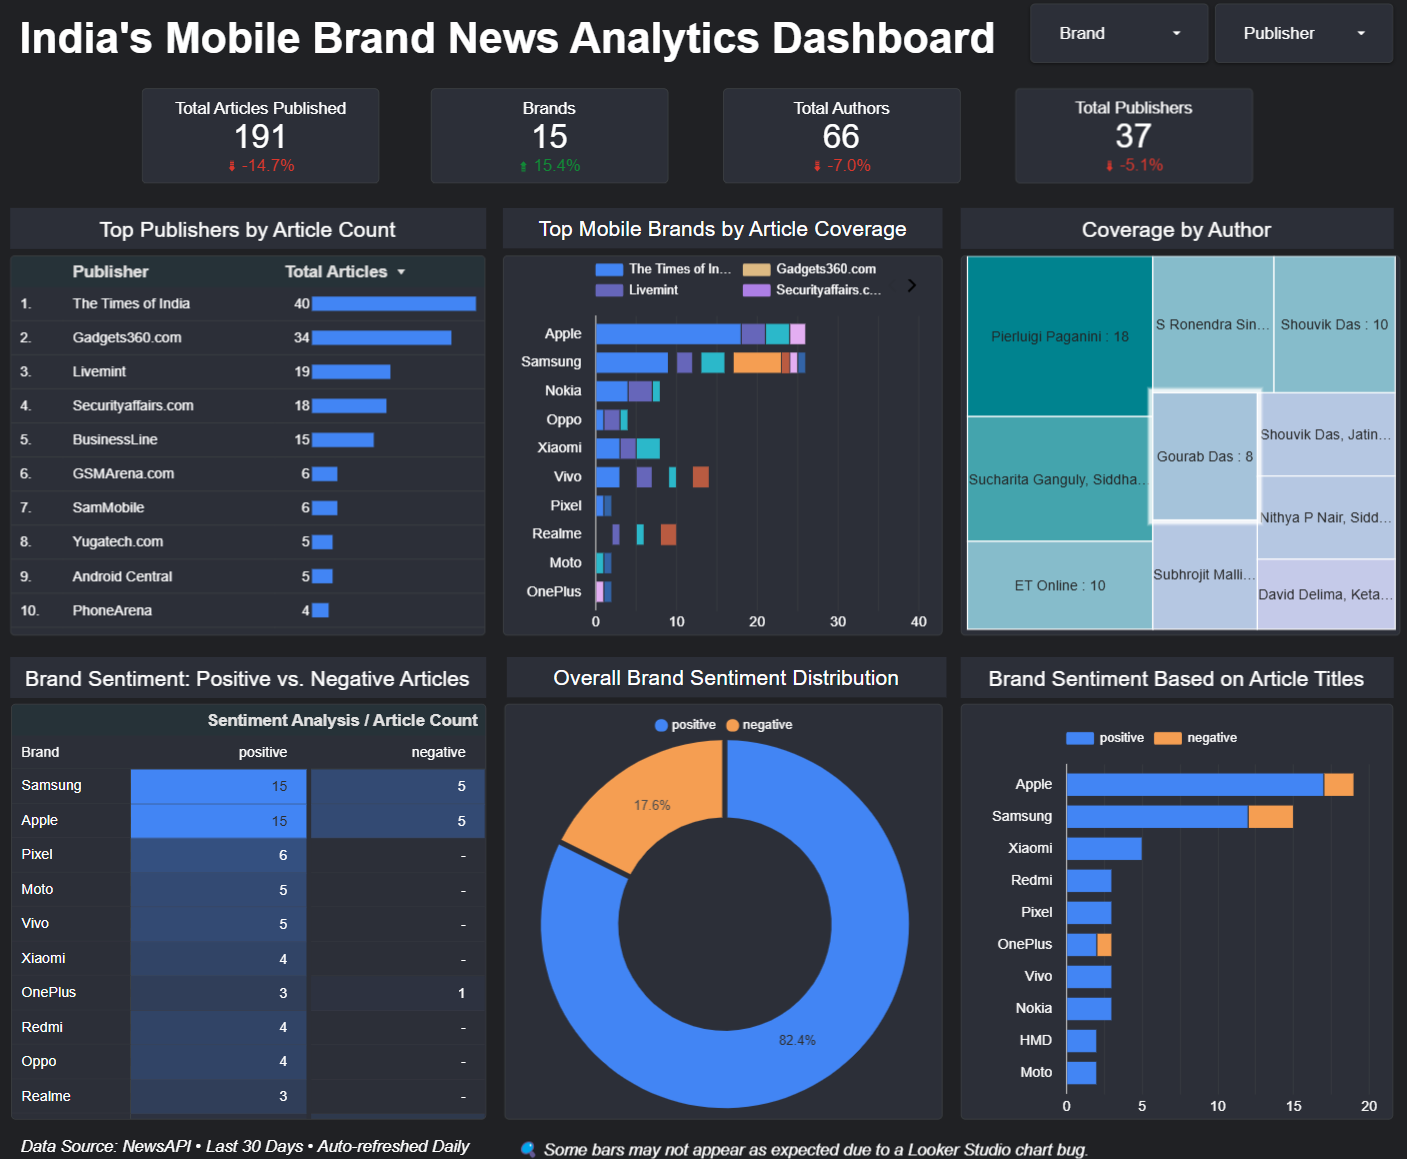 India's Mobile Brand News Analytics Dashboard
Brand
Publisher
Total Articles Published
191
-14.7%
Brands
15
15.4%
Total Authors
66
-7.0%
Total Publishers
37
-5.1%
Top Publishers by Article Count
Publisher Total Articles
1. The Times of India 40
2. Gadgets360.com 34
3. Livemint 19
4. Securityaffairs.com 18
5. BusinessLine 15
6. GSMArena.com 6
7. SamMobile 6
8. Yugatech.com 5
9. Android Central 5
10. PhoneArena 4
Top Mobile Brands by Article Coverage
The Times of In... Gadgets360.com
Livemint Securityaffairs.c...
Apple
Samsung
Nokia
Oppo
Xiaomi
Vivo
Pixel
Realme
Moto
OnePlus
0 10 20 30 40
Coverage by Author
Pierluigi Paganini : 18
S Ronendra Sin...
Shouvik Das : 10
Sucharita Ganguly, Siddha...
Gourab Das : 8
Shouvik Das, Jatin...
Nithya P Nair, Sidd...
ET Online : 10
Subhrojit Malli...
David Delima, Keta...
Brand Sentiment: Positive vs. Negative Articles
Sentiment Analysis / Article Count
Brand positive negative
Samsung 15 5
Apple 15 5
Pixel 6 -
Moto 5 -
Vivo 5 -
Xiaomi 4 -
OnePlus 3 1
Redmi 4 -
Oppo 4 -
Realme 3 -
Overall Brand Sentiment Distribution
positive negative
17.6%
82.4%
Brand Sentiment Based on Article Titles
positive negative
Apple
Samsung
Xiaomi
Redmi
Pixel
OnePlus
Vivo
Nokia
HMD
Moto
0 5 10 15 20
Data Source: NewsAPI • Last 30 Days • Auto-refreshed Daily
Some bars may not appear as expected due to a Looker Studio chart bug.